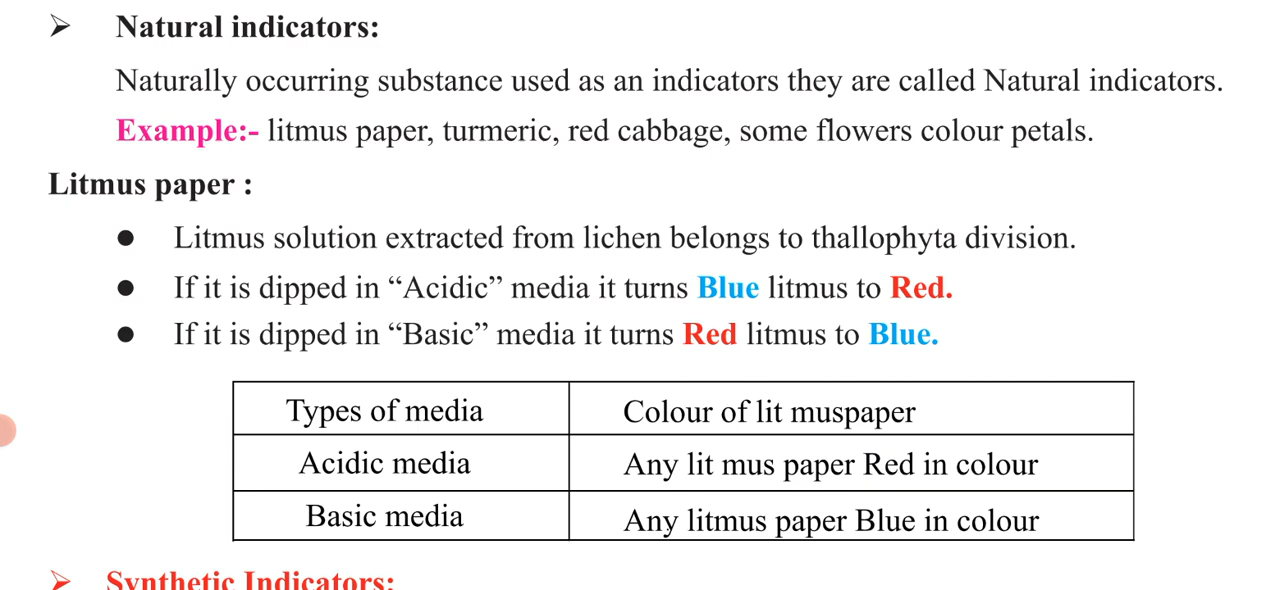 ➢ Natural indicators:
Naturally occurring substance used as an indicators they are called Natural indicators.
Example:- litmus paper, turmeric, red cabbage, some flowers colour petals.
Litmus paper :
● Litmus solution extracted from lichen belongs to thallophyta division.
● If it is dipped in “Acidic” media it turns Blue litmus to Red.
● If it is dipped in “Basic” media it turns Red litmus to Blue.
Types of media Colour of lit muspaper
Acidic media Any lit mus paper Red in colour
Basic media Any litmus paper Blue in colour
➢ Synthetic Indicators: